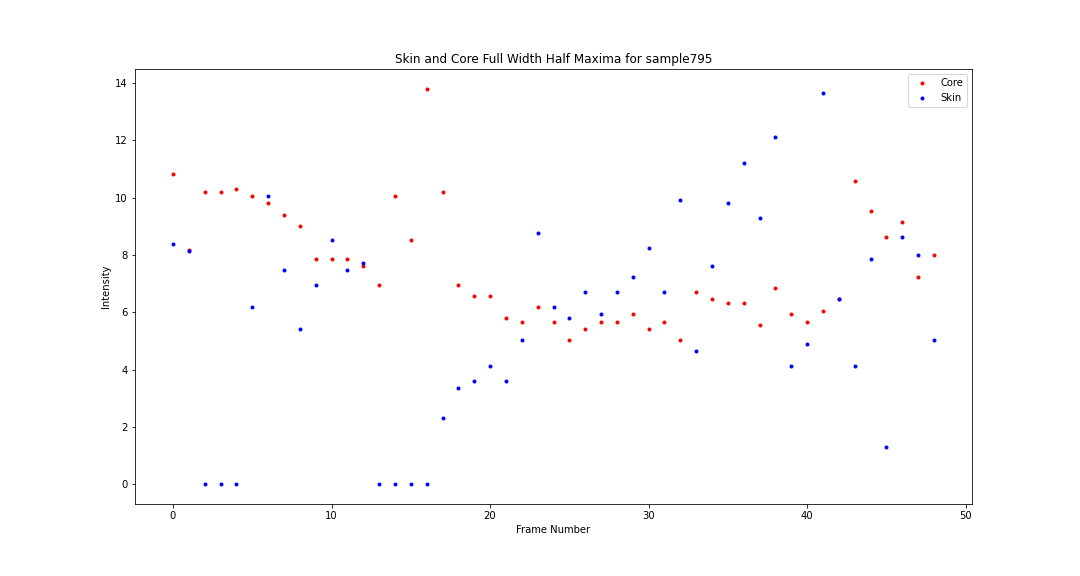 Skin and Core Full Width Half Maxima for sample795
14
12
10
8
6
4
2
0
Intensity
0 10 20 30 40 50
Frame Number
Core
Skin